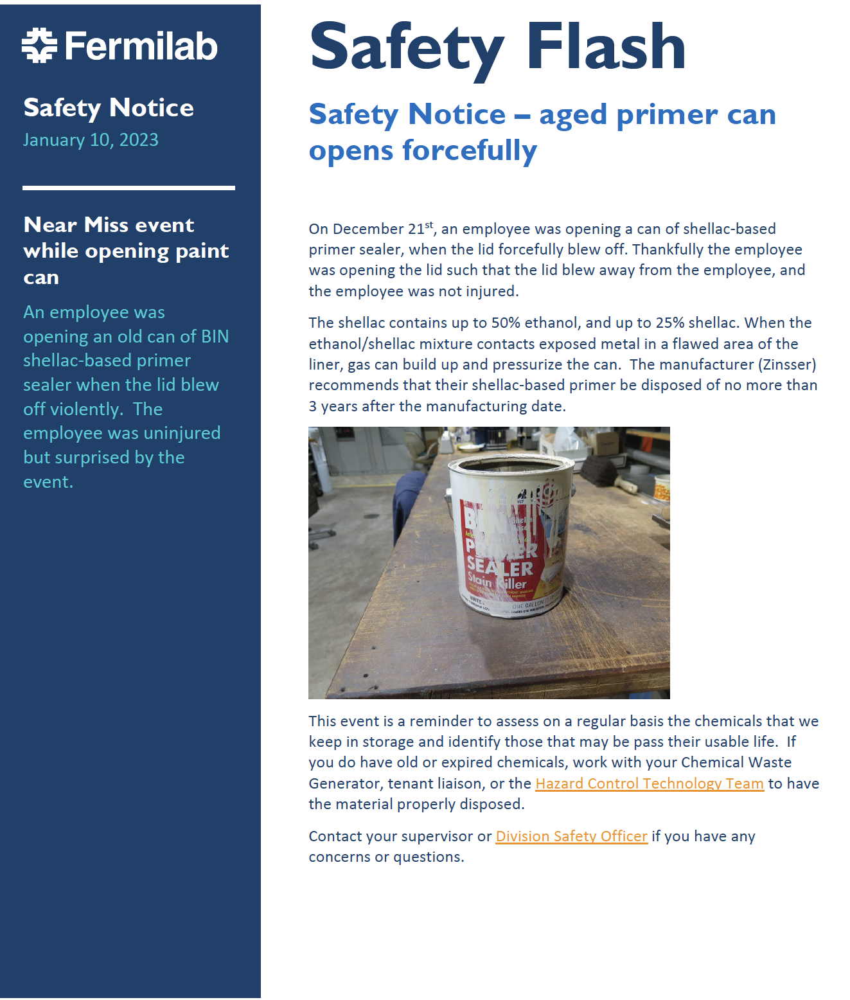 Fermilab
Safety Notice
January 10, 2023
Near Miss event
while opening paint
can
An employee was
opening an old can of BIN
shellac-based primer
sealer when the lid blew
off violently.  The
employee was uninjured
but surprised by the
event.
Safety Flash
Safety Notice – aged primer can
opens forcefully
On December 21st, an employee was opening a can of shellac-based
primer sealer, when the lid forcefully blew off. Thankfully the employee
was opening the lid such that the lid blew away from the employee, and
the employee was not injured.
The shellac contains up to 50% ethanol, and up to 25% shellac. When the
ethanol/shellac mixture contacts exposed metal in a flawed area of the
liner, gas can build up and pressurize the can.  The manufacturer (Zinsser)
recommends that their shellac-based primer be disposed of no more than
3 years after the manufacturing date.
PRIMER
SEALER
Stain Killer
ONE GALLON
This event is a reminder to assess on a regular basis the chemicals that we
keep in storage and identify those that may be pass their usable life.  If
you do have old or expired chemicals, work with your Chemical Waste
Generator, tenant liaison, or the Hazard Control Technology Team to have
the material properly disposed.
Contact your supervisor or Division Safety Officer if you have any
concerns or questions.